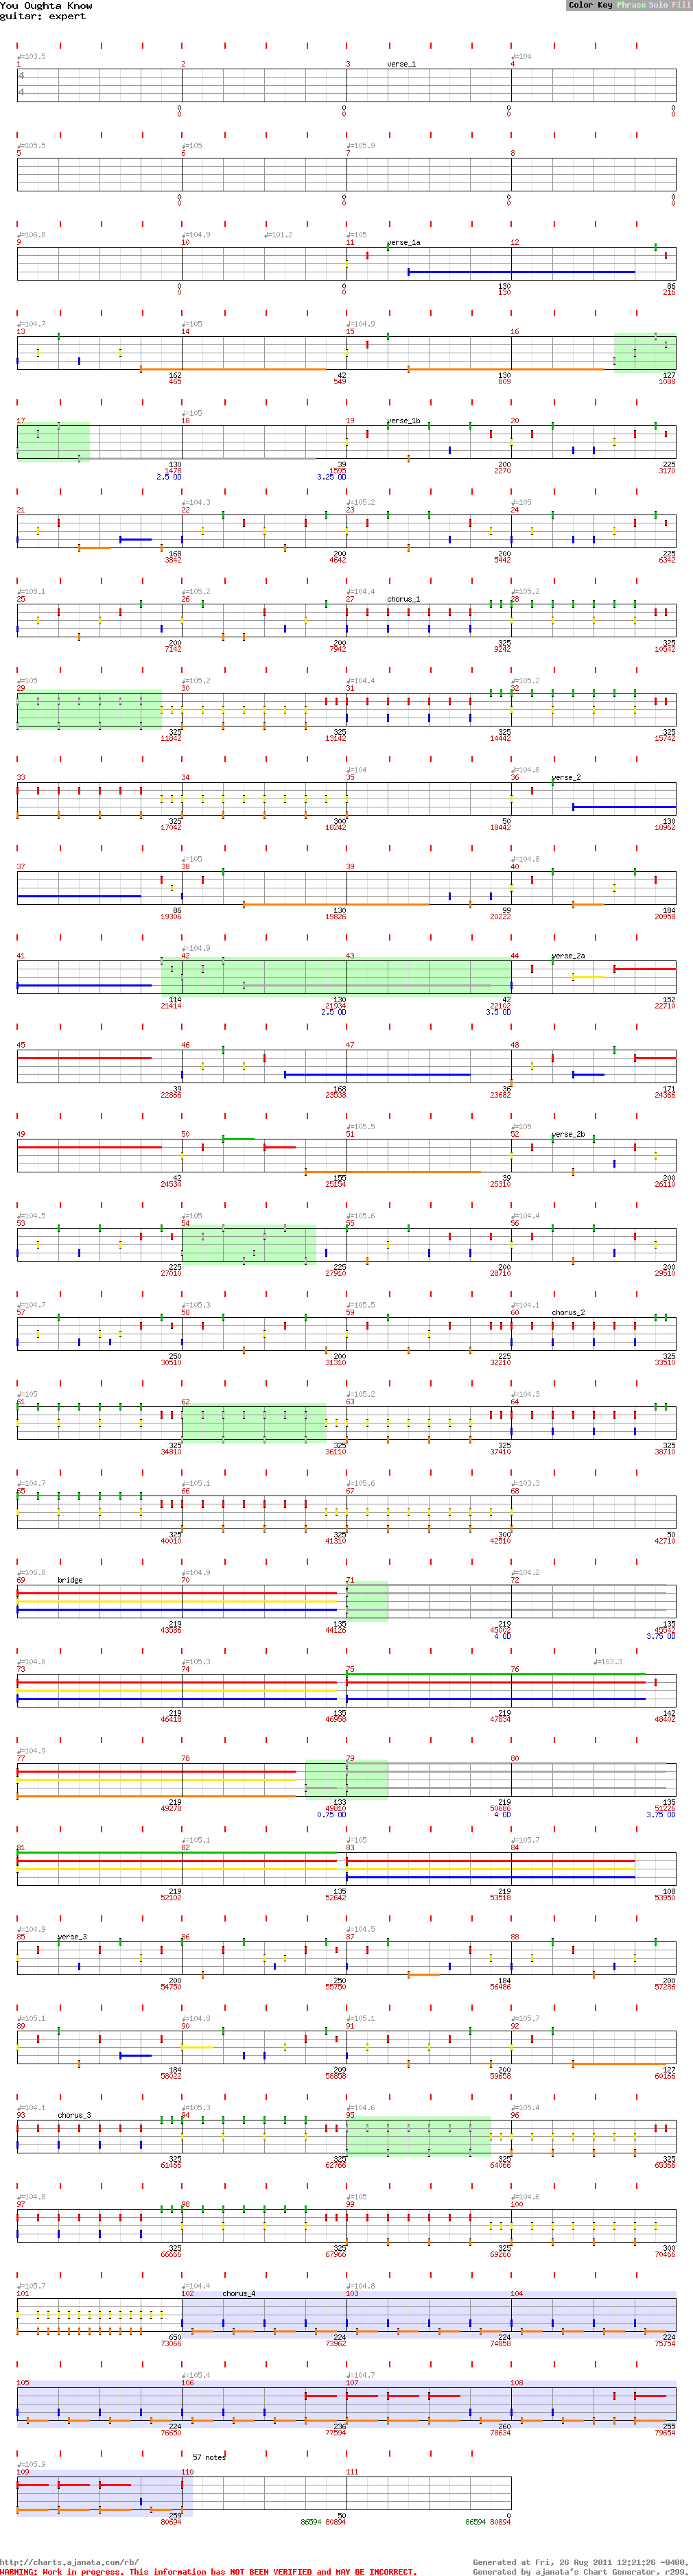 You Oughta Know
guitar: expert
Color Key Phrase Solo Fill
♩=103.5 ♩=104
1 2 3 verse_1 4
4
4
0 0 0 0
0 0 0 0
♩=105.5 ♩=105 ♩=105.9
5 6 7 8
0 0 0 0
0 0 0 0
♩=106.8 ♩=104.9 ♩=101.2 ♩=105
9 10 11 verse_1a 12
0 0 130 86
0 0 130 216
♩=104.7 ♩=105 ♩=104.9
13 14 15 16
162 42 130 127
465 549 809 1088
♩=105
17 18 19 verse_1b 20
130 39 200 225
1478 1595 2270 3170
2.5 OD 3.25 OD
♩=104.3 ♩=105.2 ♩=105
21 22 23 24
168 200 200 225
3842 4642 5442 6342
♩=105.1 ♩=105.2 ♩=104.4 ♩=105.2
25 26 27 chorus_1 28
200 200 325 325
7142 7942 9242 10542
♩=105 ♩=105.2 ♩=104.4 ♩=105.2
29 30 31 32
325 325 325 325
11842 13142 14442 15742
♩=104 ♩=104.8
33 34 35 36 verse_2
325 300 50 130
17042 18242 18442 18962
♩=105 ♩=104.8
37 38 39 40
86 130 99 184
19306 19826 20222 20958
♩=104.9
41 42 43 44 verse_2a
114 130 42 152
21414 21934 22102 22710
2.5 OD 3.5 OD
45 46 47 48
39 168 36 171
22866 23538 23682 24366
♩=105.5 ♩=105
49 50 51 52 verse_2b
42 155 39 200
24534 25154 25310 26110
♩=104.5 ♩=105 ♩=105.6 ♩=104.4
53 54 55 56
225 225 200 200
27010 27910 28710 29510
♩=104.7 ♩=105.3 ♩=105.5 ♩=104.1
57 58 59 60 chorus_2
250 200 225 325
30510 31310 32210 33510
♩=105 ♩=105.2 ♩=104.3
61 62 63 64
325 325 325 325
34810 36110 37410 38710
♩=104.7 ♩=105.1 ♩=105.6 ♩=103.3
65 66 67 68
325 325 300 50
40010 41310 42510 42710
♩=106.8 ♩=104.9 ♩=104.2
69 bridge 70 71 72
219 135 219 135
43586 44126 45002 45542
4 OD 3.75 OD
♩=104.8 ♩=105.3 ♩=103.3
73 74 75 76
219 135 219 142
46418 46958 47834 48402
♩=104.9
77 78 79 80
219 133 219 135
49278 49810 50686 51226
0.75 OD 4 OD 3.75 OD
♩=105.1 ♩=105 ♩=105.7
81 82 83 84
219 135 219 108
52102 52642 53518 53950
♩=104.9 ♩=104.5
85 verse_3 86 87 88
200 250 184 200
54750 55750 56486 57286
♩=105.1 ♩=104.8 ♩=105.1 ♩=105.7
89 90 91 92
184 209 200 127
58022 58858 59658 60166
♩=104.1 ♩=105.3 ♩=104.6 ♩=105.4
93 chorus_3 94 95 96
325 325 325 325
61466 62766 64066 65366
♩=104.8 ♩=105 ♩=104.6
97 98 99 100
325 325 325 300
66666 67966 69266 70466
♩=105.7 ♩=104.4 ♩=104.8
101 102 chorus_4 103 104
650 224 224 224
73066 73962 74858 75754
♩=105.4 ♩=104.7
105 106 107 108
224 236 260 255
76650 77594 78634 79654
♩=105.9 57 notes
109 110 111
259 50 0
80694 86594 80894 86594 80894
http://charts.ajanata.com/rb/ Generated at Fri, 26 Aug 2011 12:21:26 -0400.
WARNING: Work in progress. This information has NOT BEEN VERIFIED and MAY BE INCORRECT. Generated by ajanata's Chart Generator, r299.